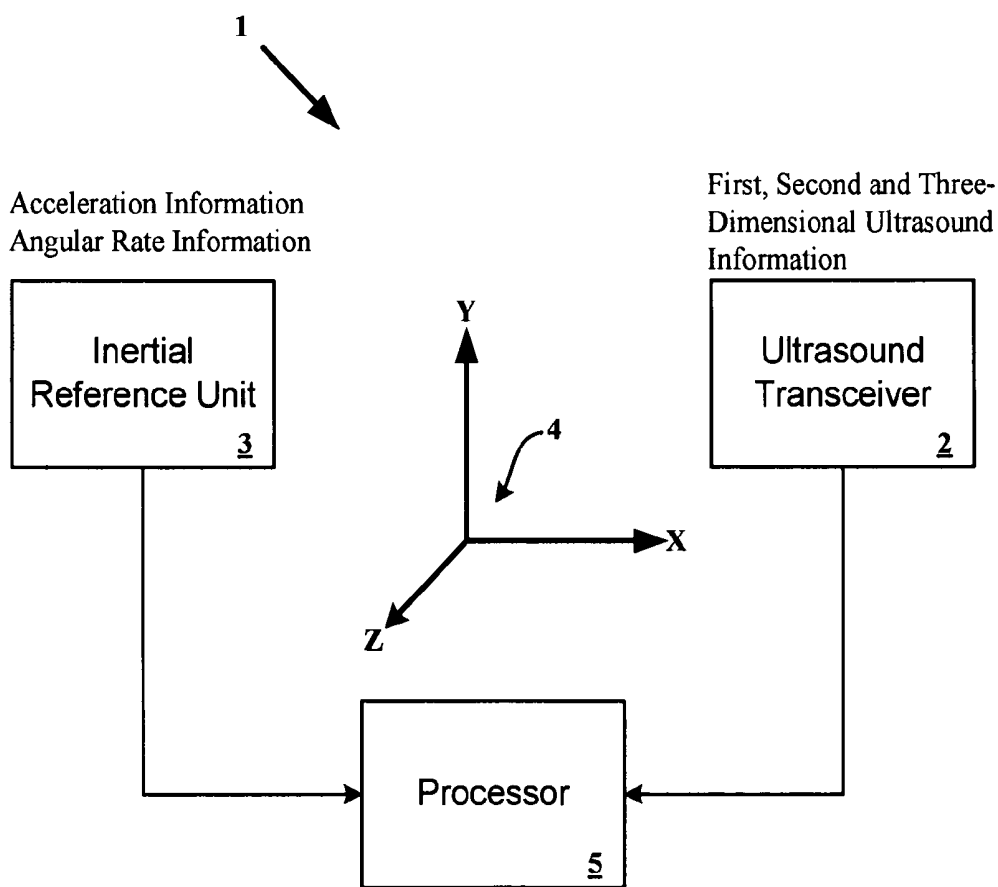 1
Acceleration Information
Angular Rate Information
First, Second and Three-
Dimensional Ultrasound
Information
Inertial
Reference Unit
3
Ultrasound
Transceiver
2
Y
4
X
Z
Processor
5